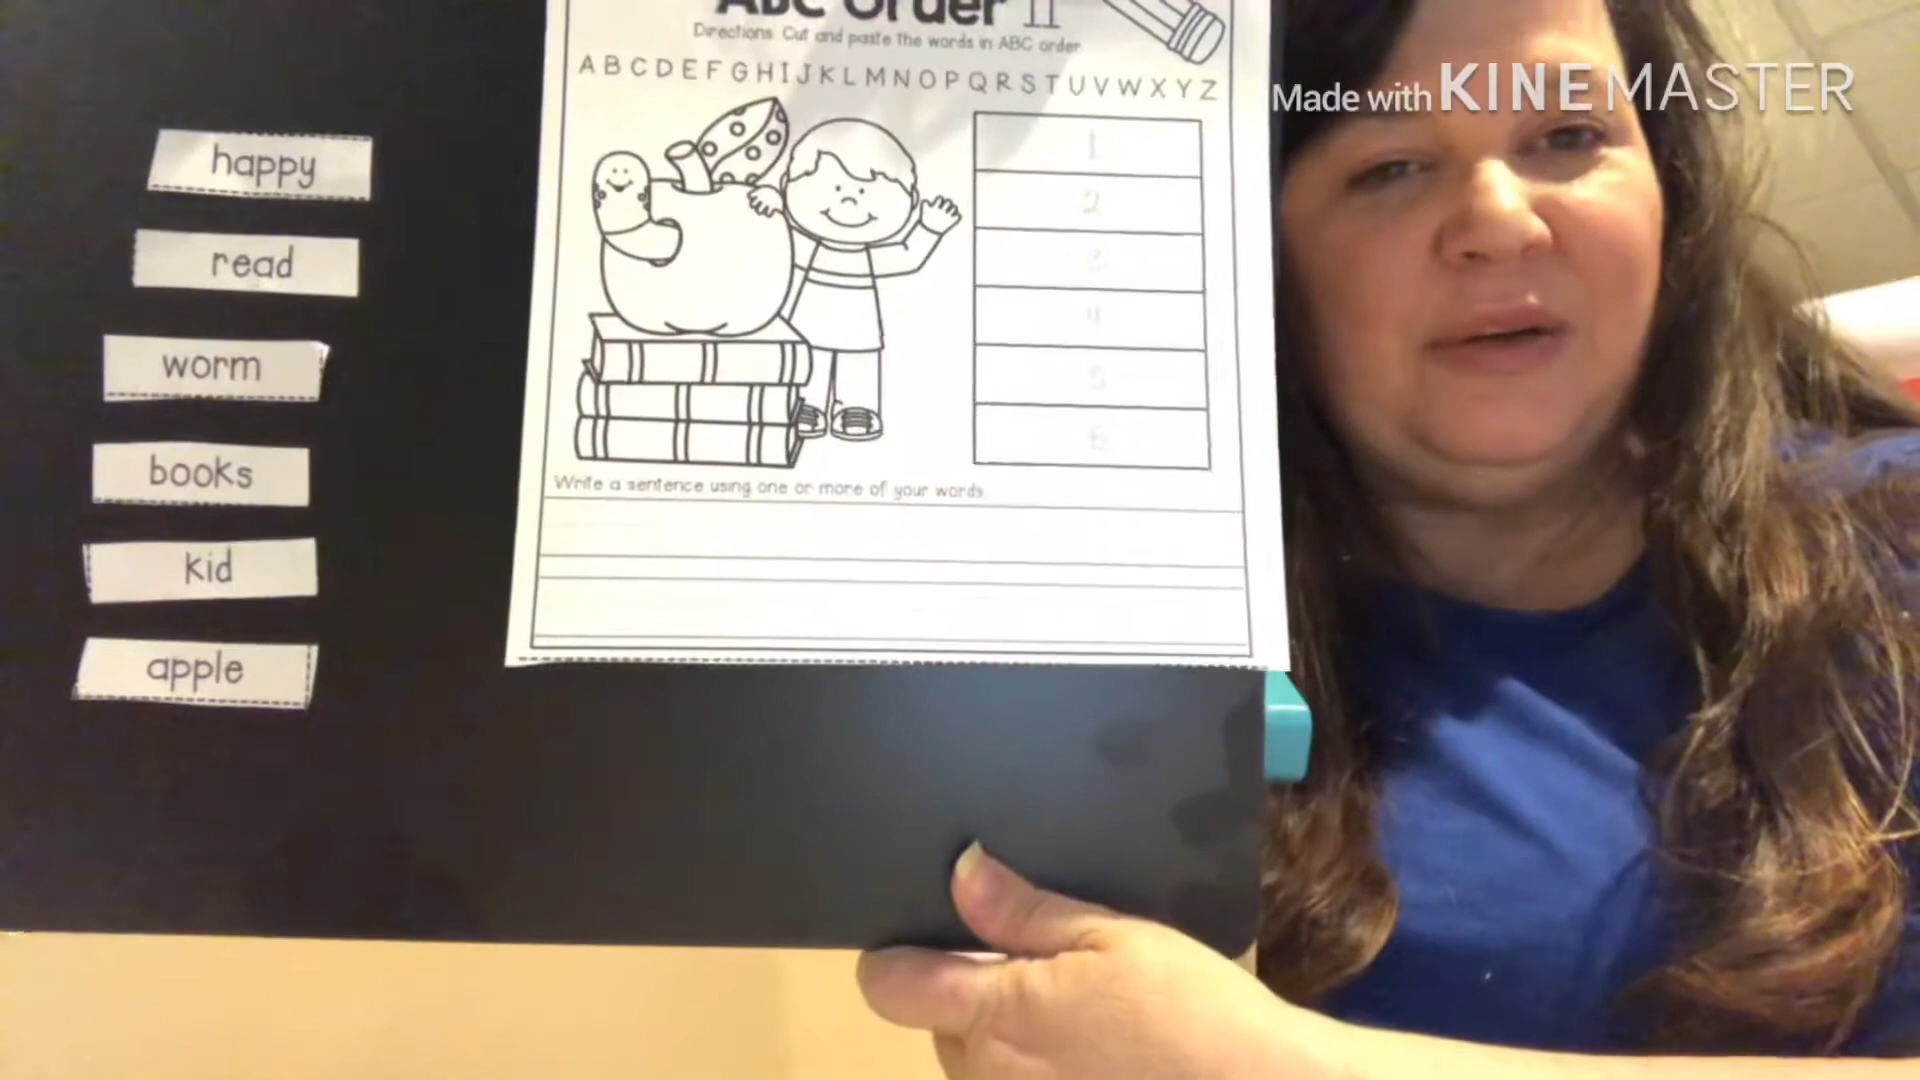 ABC Order II
Directions: Cut and paste the words in ABC order.
A B C D E F G H I J K L M N O P Q R S T U V W X Y Z
Made with KINEMASTER
happy
read
worm
books
kid
apple
1
2
3
4
5
6
Write a sentence using one or more of your words.